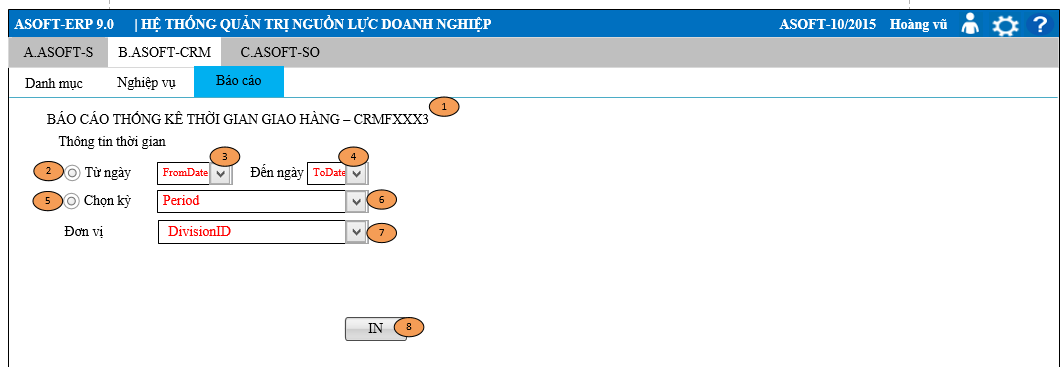 ASOFT-ERP 9.0 | HỆ THỐNG QUẢN TRỊ NGUỒN LỰC DOANH NGHIỆP ASOFT-10/2015 Hoàng vũ ?
A.ASOFT-S B.ASOFT-CRM C.ASOFT-SO
Danh mục Nghiệp vụ Báo cáo
BÁO CÁO THỐNG KÊ THỜI GIAN GIAO HÀNG – CRMFXXX3 1
Thông tin thời gian
2 Từ ngày FromDate 3 Đến ngày ToDate 4
5 Chọn kỳ Period 6
Đơn vị DivisionID 7
IN 8